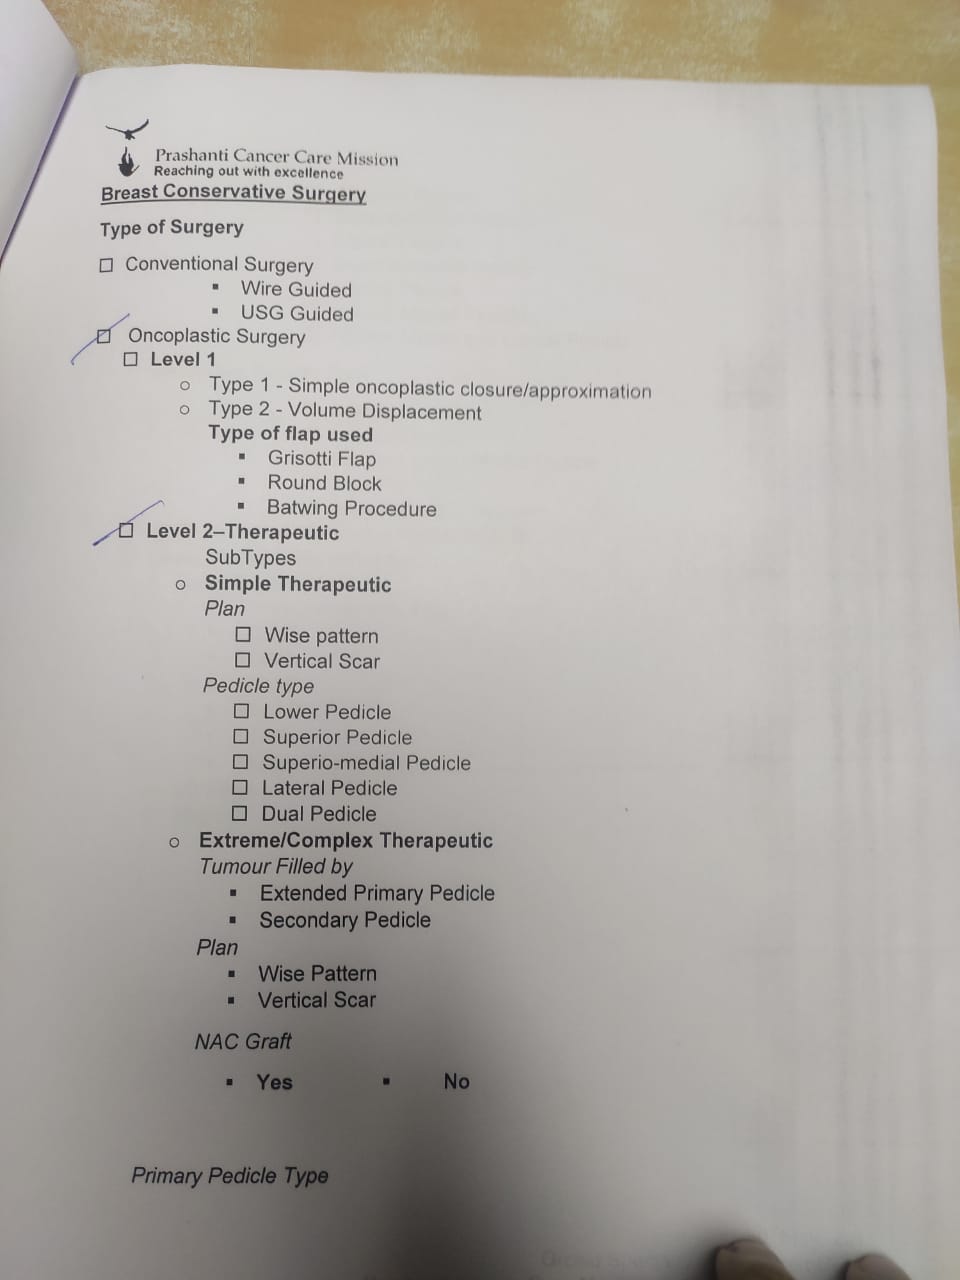 Prashanti Cancer Care Mission
Reaching out with excellence
Breast Conservative Surgery
Type of Surgery
☐ Conventional Surgery
▪ Wire Guided
▪ USG Guided
☐ Oncoplastic Surgery
☐ Level 1
○ Type 1 - Simple oncoplastic closure/approximation
○ Type 2 - Volume Displacement
Type of flap used
▪ Grisotti Flap
▪ Round Block
▪ Batwing Procedure
☐ Level 2–Therapeutic
SubTypes
○ Simple Therapeutic
Plan
☐ Wise pattern
☐ Vertical Scar
Pedicle type
☐ Lower Pedicle
☐ Superior Pedicle
☐ Superio-medial Pedicle
☐ Lateral Pedicle
☐ Dual Pedicle
○ Extreme/Complex Therapeutic
Tumour Filled by
▪ Extended Primary Pedicle
▪ Secondary Pedicle
Plan
▪ Wise Pattern
▪ Vertical Scar
NAC Graft
▪ Yes ▪ No
Primary Pedicle Type